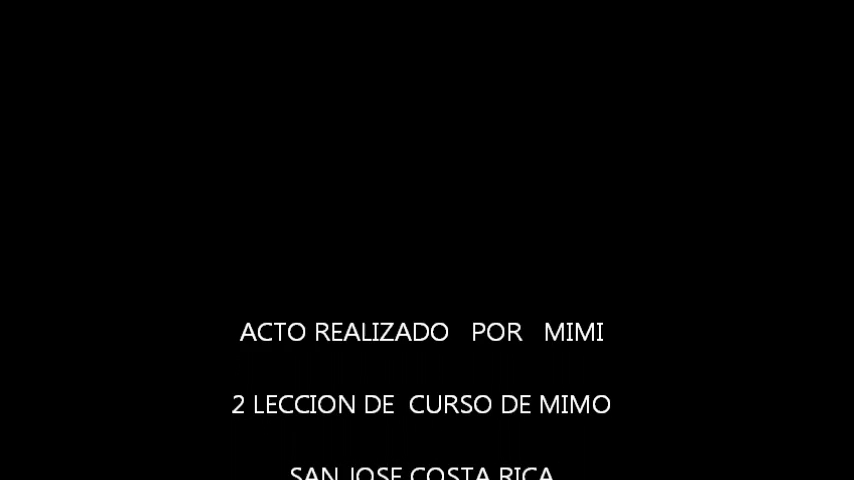 ACTO REALIZADO POR MIMI
2 LECCION DE CURSO DE MIMO
SAN JOSE COSTA RICA